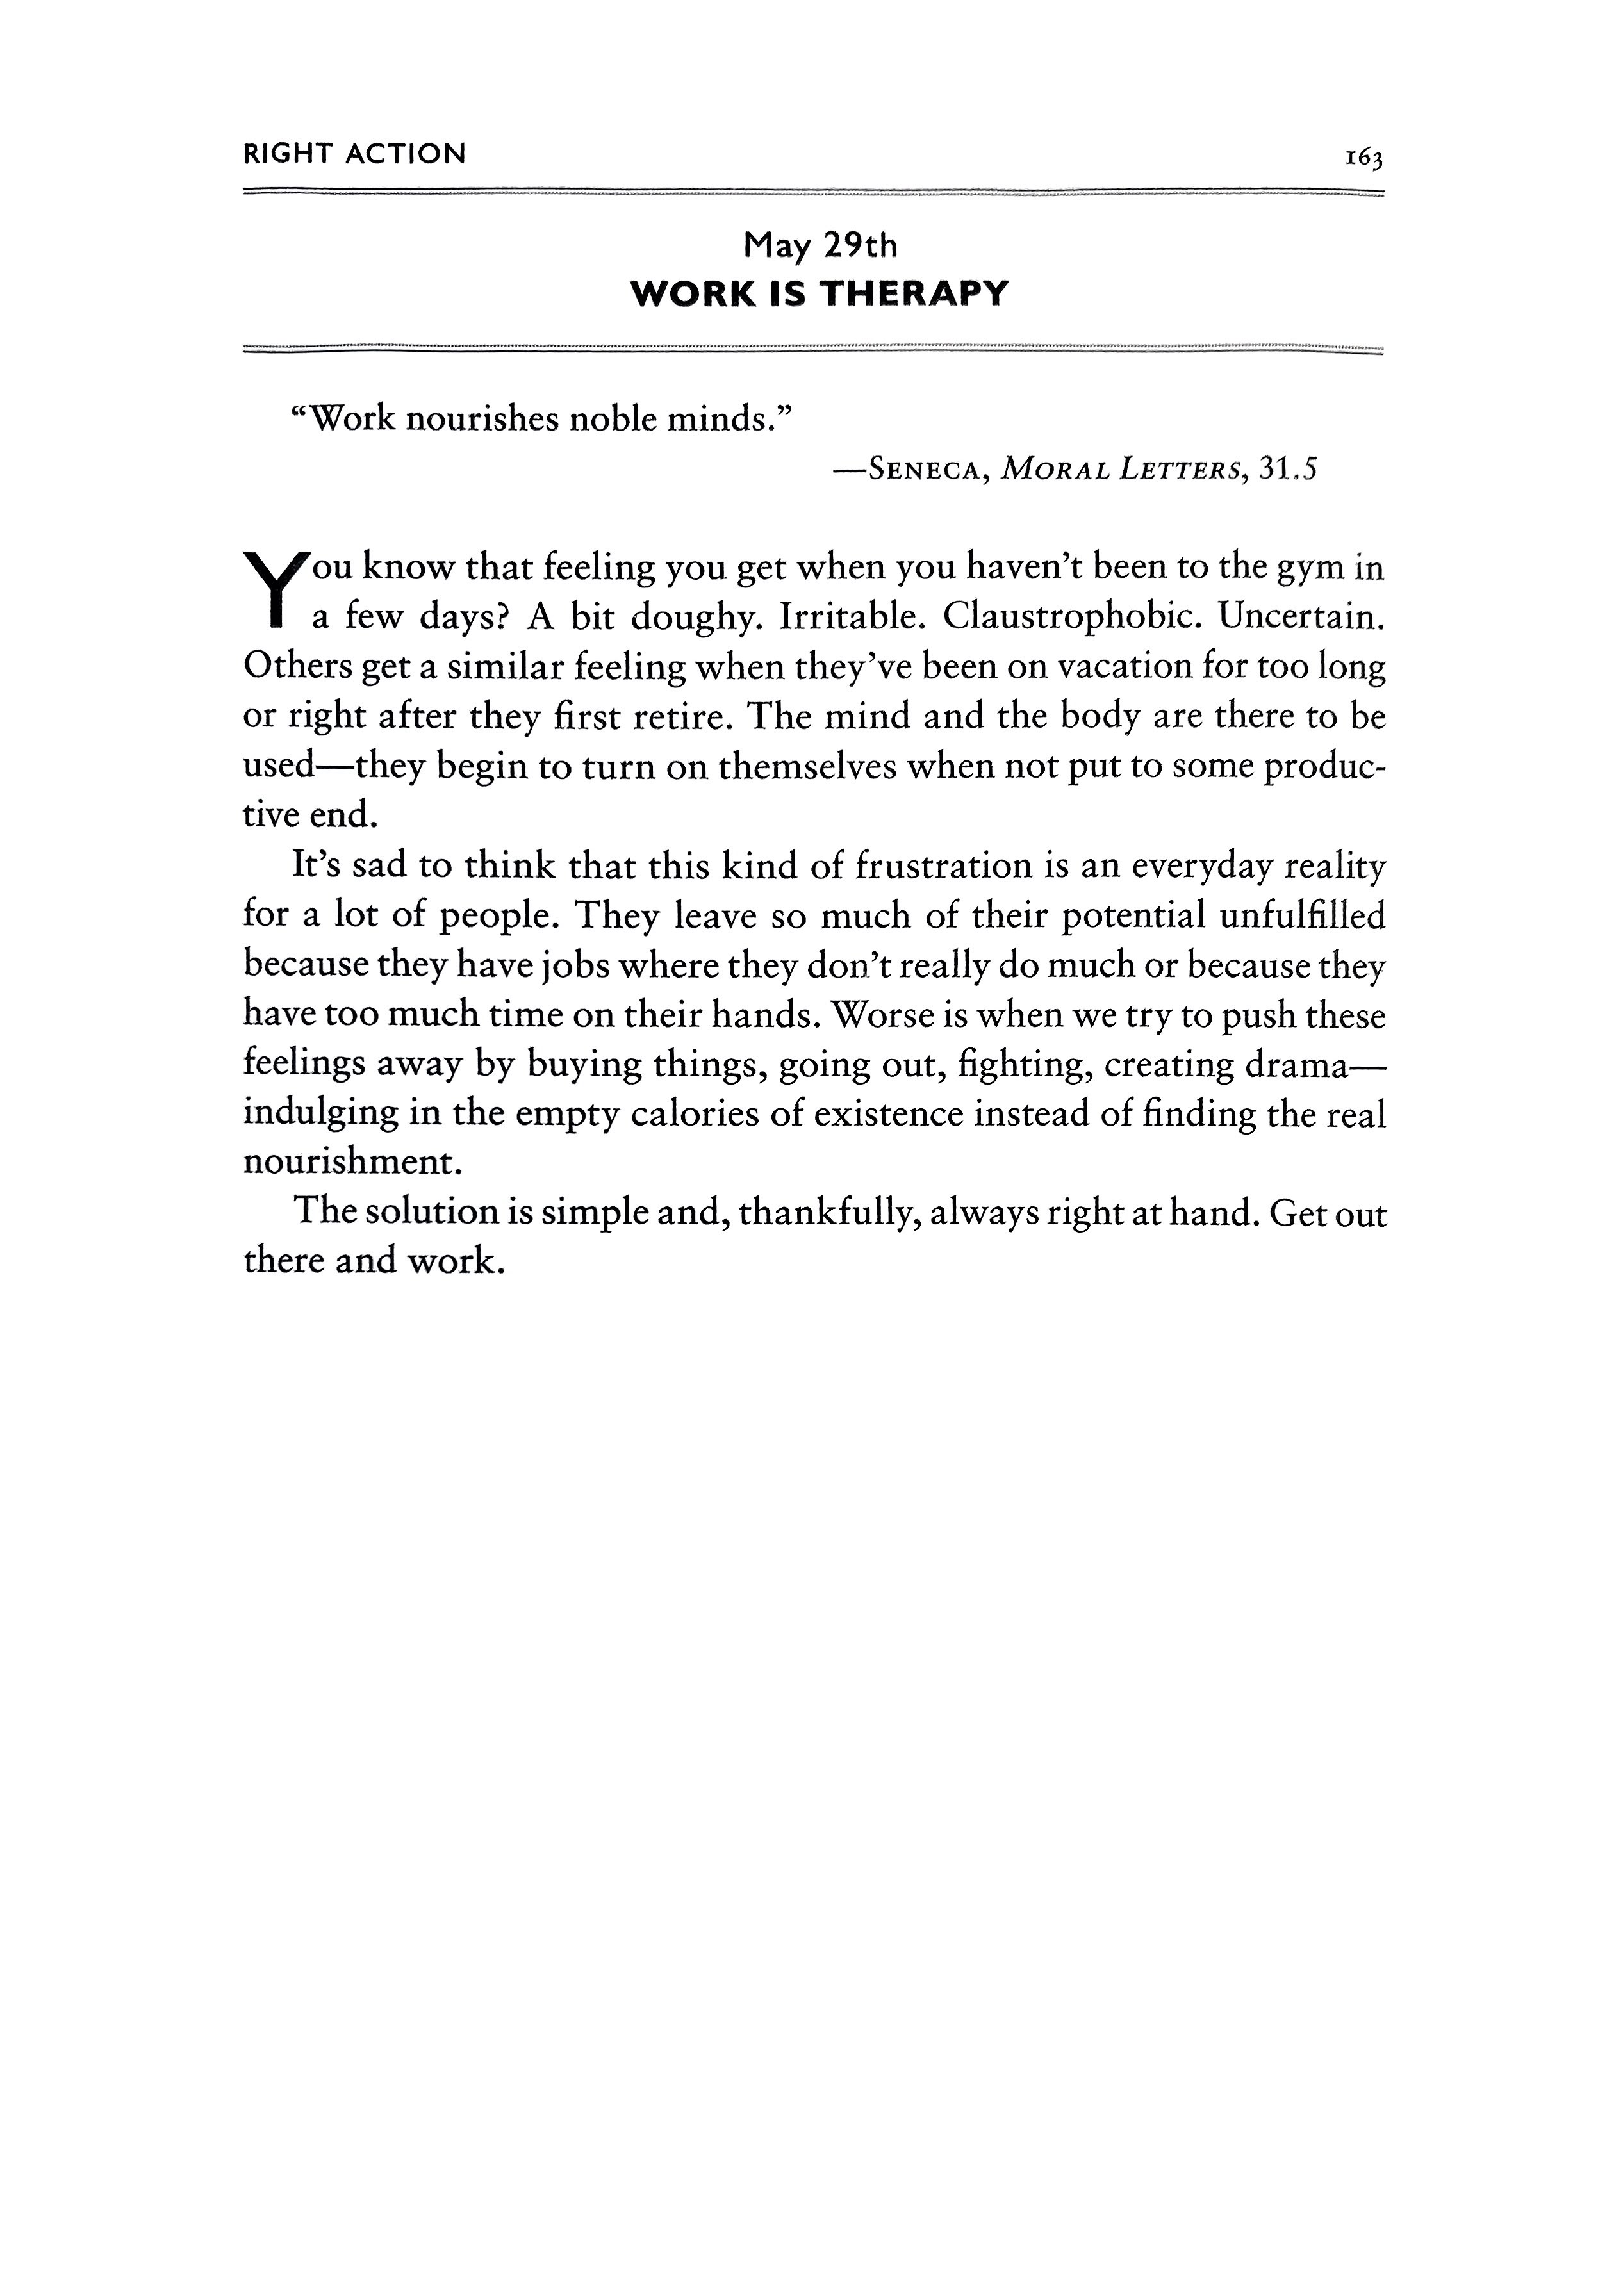 RIGHT ACTION 163
May 29th
WORK IS THERAPY
“Work nourishes noble minds.”
—SENECA, MORAL LETTERS, 31.5
You know that feeling you get when you haven’t been to the gym in
a few days? A bit doughy. Irritable. Claustrophobic. Uncertain.
Others get a similar feeling when they’ve been on vacation for too long
or right after they first retire. The mind and the body are there to be
used—they begin to turn on themselves when not put to some produc-
tive end.
It’s sad to think that this kind of frustration is an everyday reality
for a lot of people. They leave so much of their potential unfulfilled
because they have jobs where they don’t really do much or because they
have too much time on their hands. Worse is when we try to push these
feelings away by buying things, going out, fighting, creating drama—
indulging in the empty calories of existence instead of finding the real
nourishment.
The solution is simple and, thankfully, always right at hand. Get out
there and work.